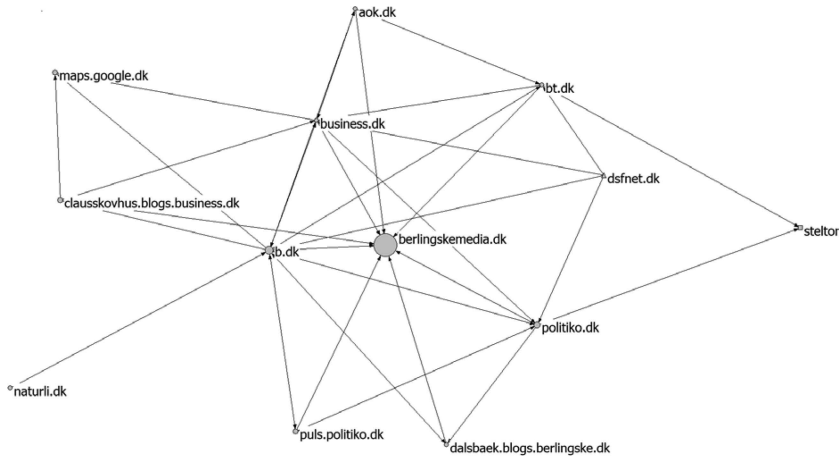 aok.dk
maps.google.dk
bt.dk
business.dk
dsfnet.dk
clausskovhus.blogs.business.dk
stelton
berlingskemedia.dk
b.dk
politiko.dk
naturli.dk
puls.politiko.dk
dalsbaek.blogs.berlingske.dk